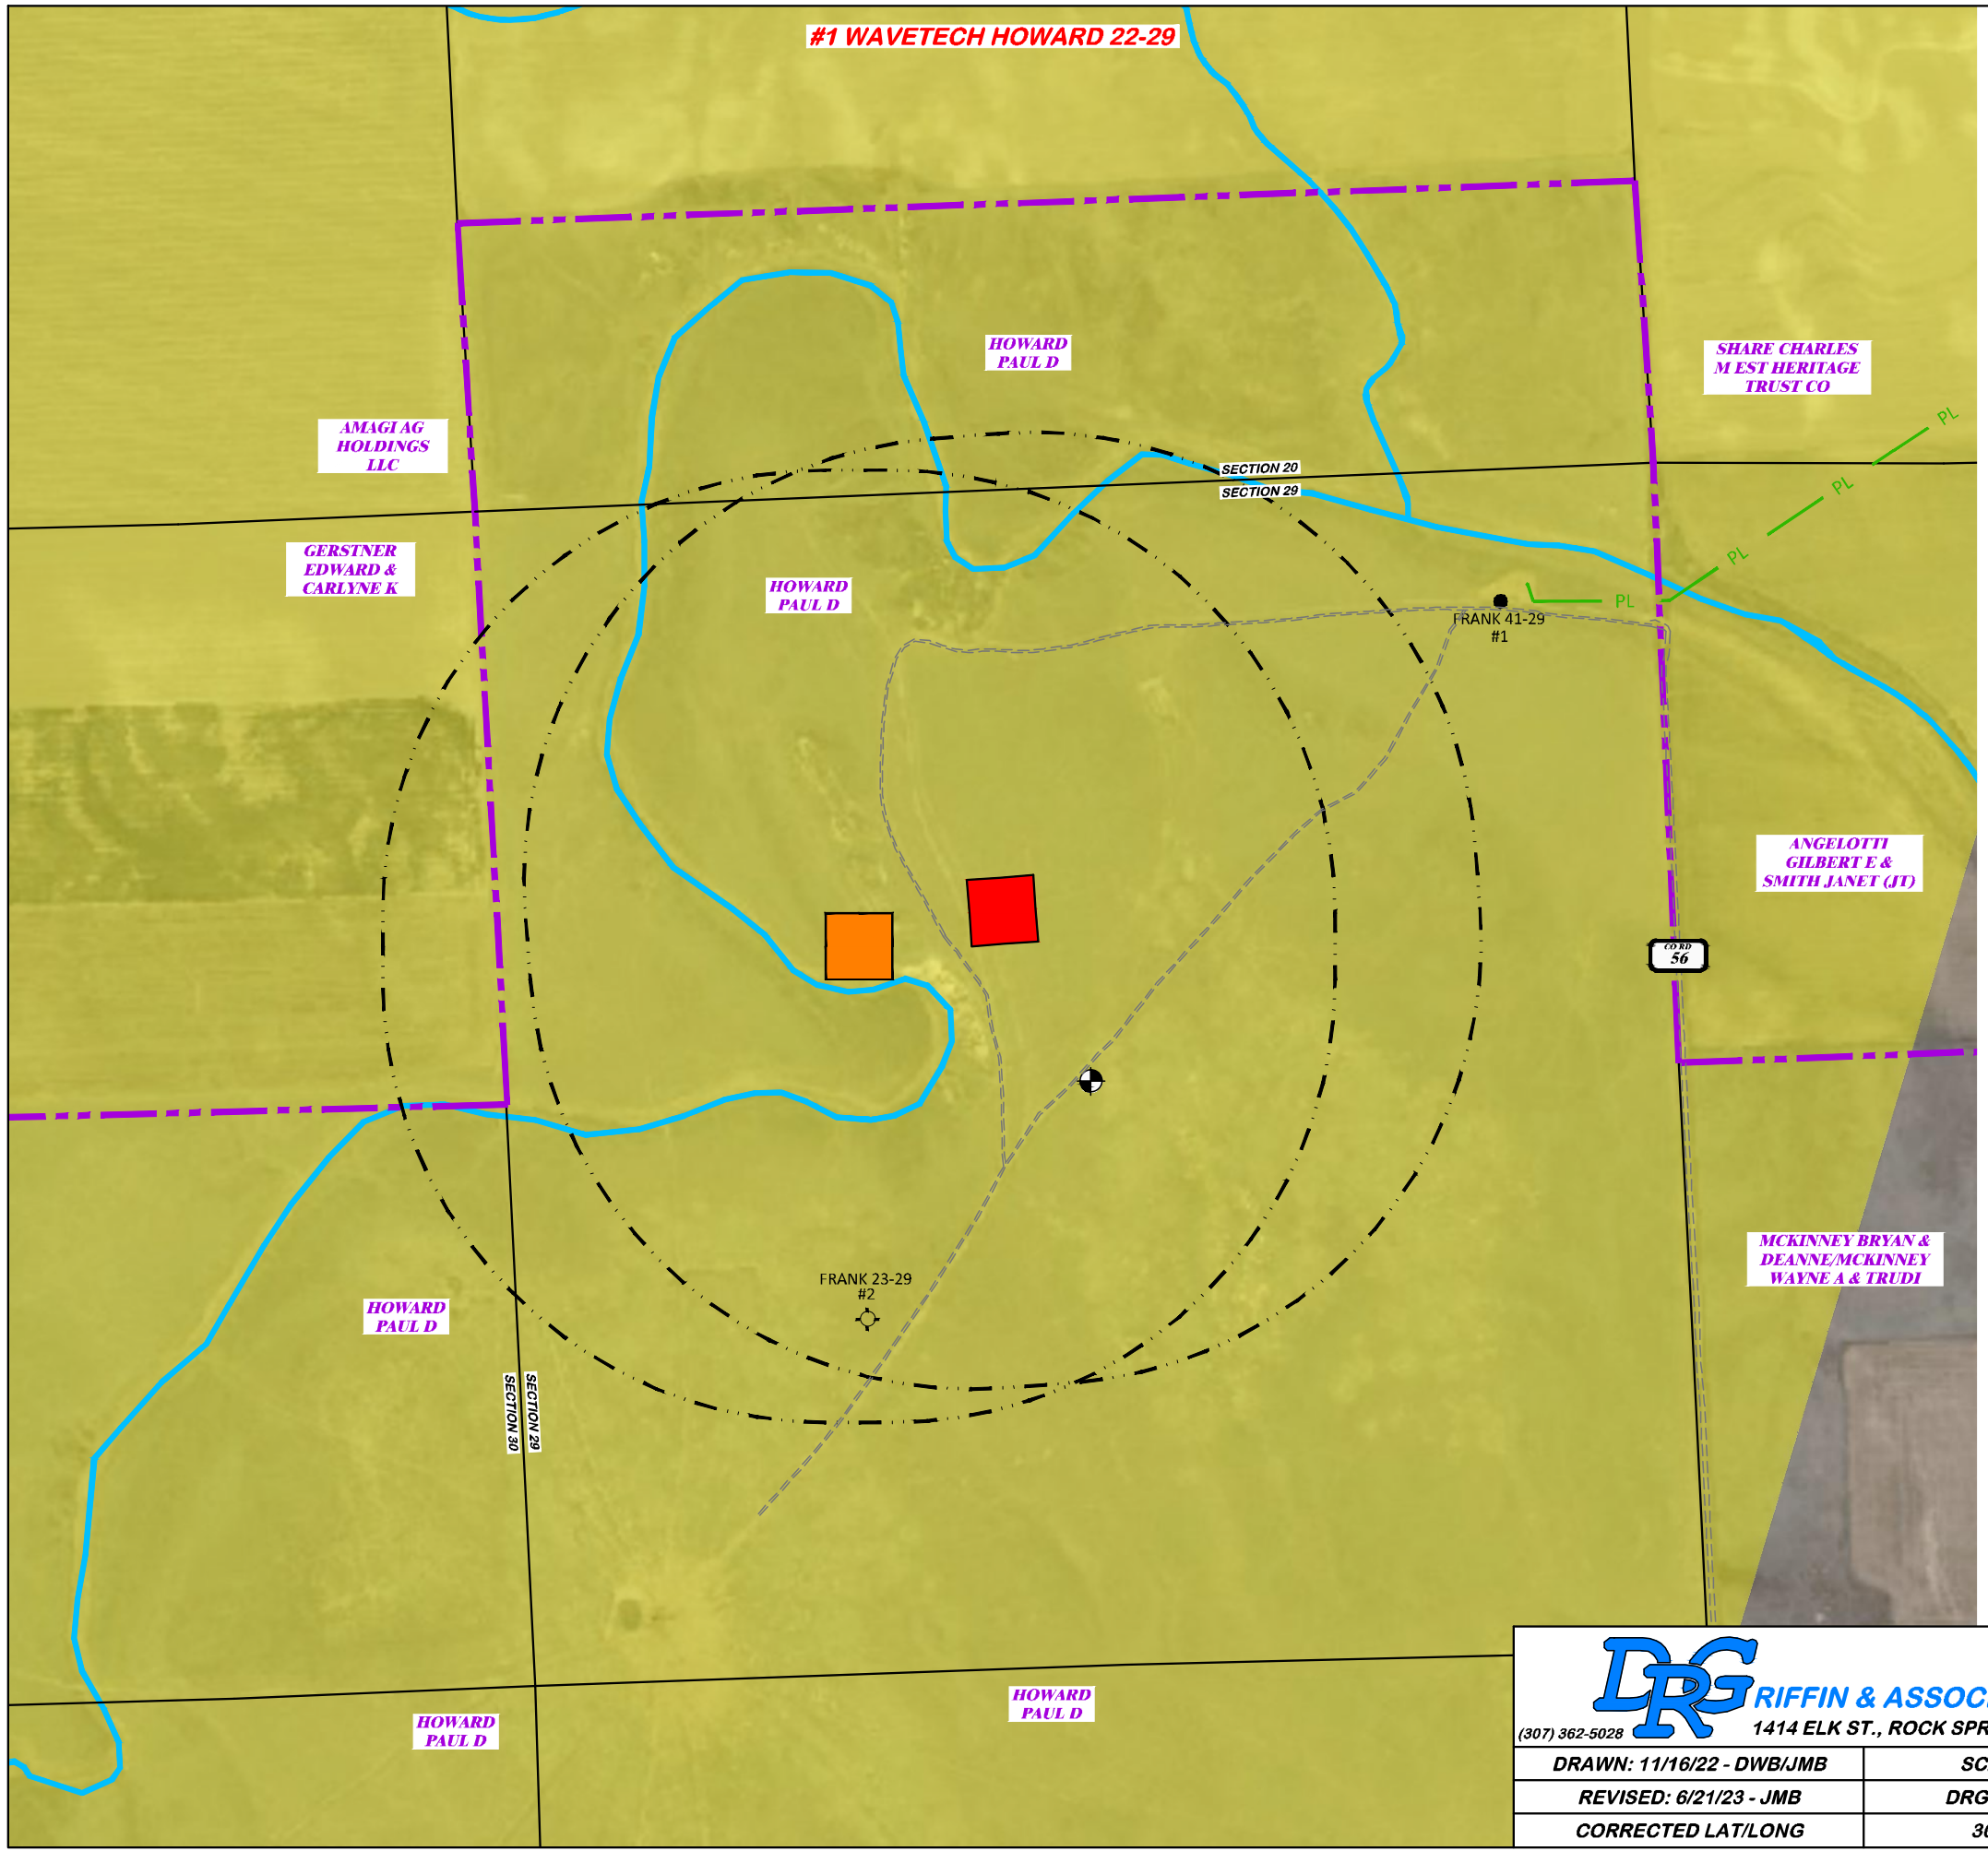 #1 WAVETECH HOWARD 22-29
HOWARD
PAUL D
SHARE CHARLES
M EST HERITAGE
TRUST CO
AMAGI AG
HOLDINGS
LLC
PL
SECTION 20
SECTION 29
PL
GERSTNER
EDWARD &
CARLYNE K
HOWARD
PAUL D
PL
PL
FRANK 41-29
#1
ANGELOTTI
GILBERT E &
SMITH JANET (JT)
CO RD
56
MCKINNEY BRYAN &
DEANNE/MCKINNEY
WAYNE A & TRUDI
FRANK 23-29
#2
HOWARD
PAUL D
SECTION 30
SECTION 29
HOWARD
PAUL D
HOWARD
PAUL D
DRG
RIFFIN & ASSOC
(307) 362-5028
1414 ELK ST., ROCK SPR
DRAWN: 11/16/22 - DWB/JMB
SC
REVISED: 6/21/23 - JMB
DRG
CORRECTED LAT/LONG